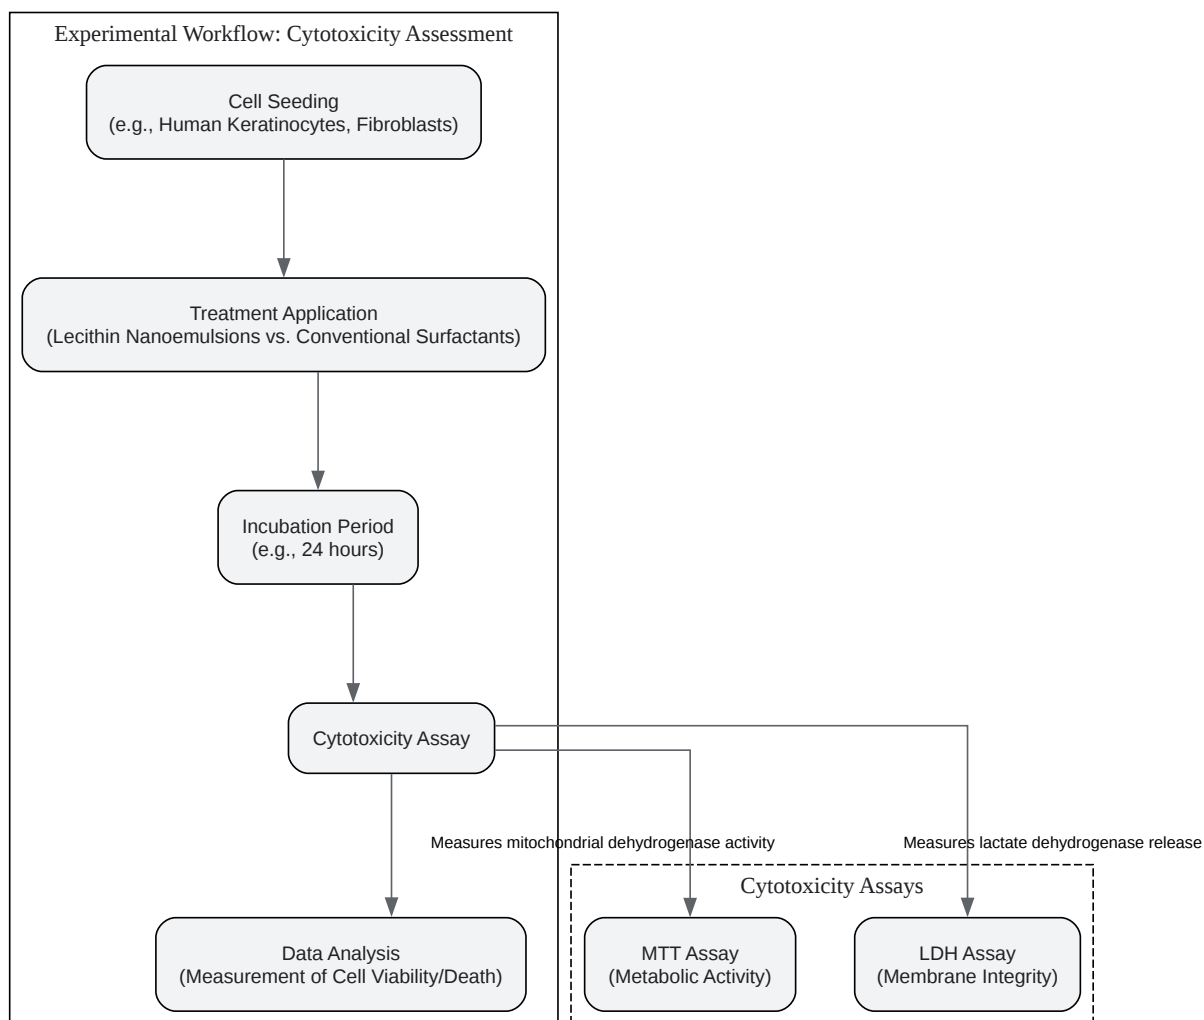 Experimental Workflow: Cytotoxicity Assessment
Cell Seeding
(e.g., Human Keratinocytes, Fibroblasts)
Treatment Application
(Lecithin Nanoemulsions vs. Conventional Surfactants)
Incubation Period
(e.g., 24 hours)
Cytotoxicity Assay
Measures mitochondrial dehydrogenase activity
Measures lactate dehydrogenase release
Cytotoxicity Assays
Data Analysis
(Measurement of Cell Viability/Death)
MTT Assay
(Metabolic Activity)
LDH Assay
(Membrane Integrity)